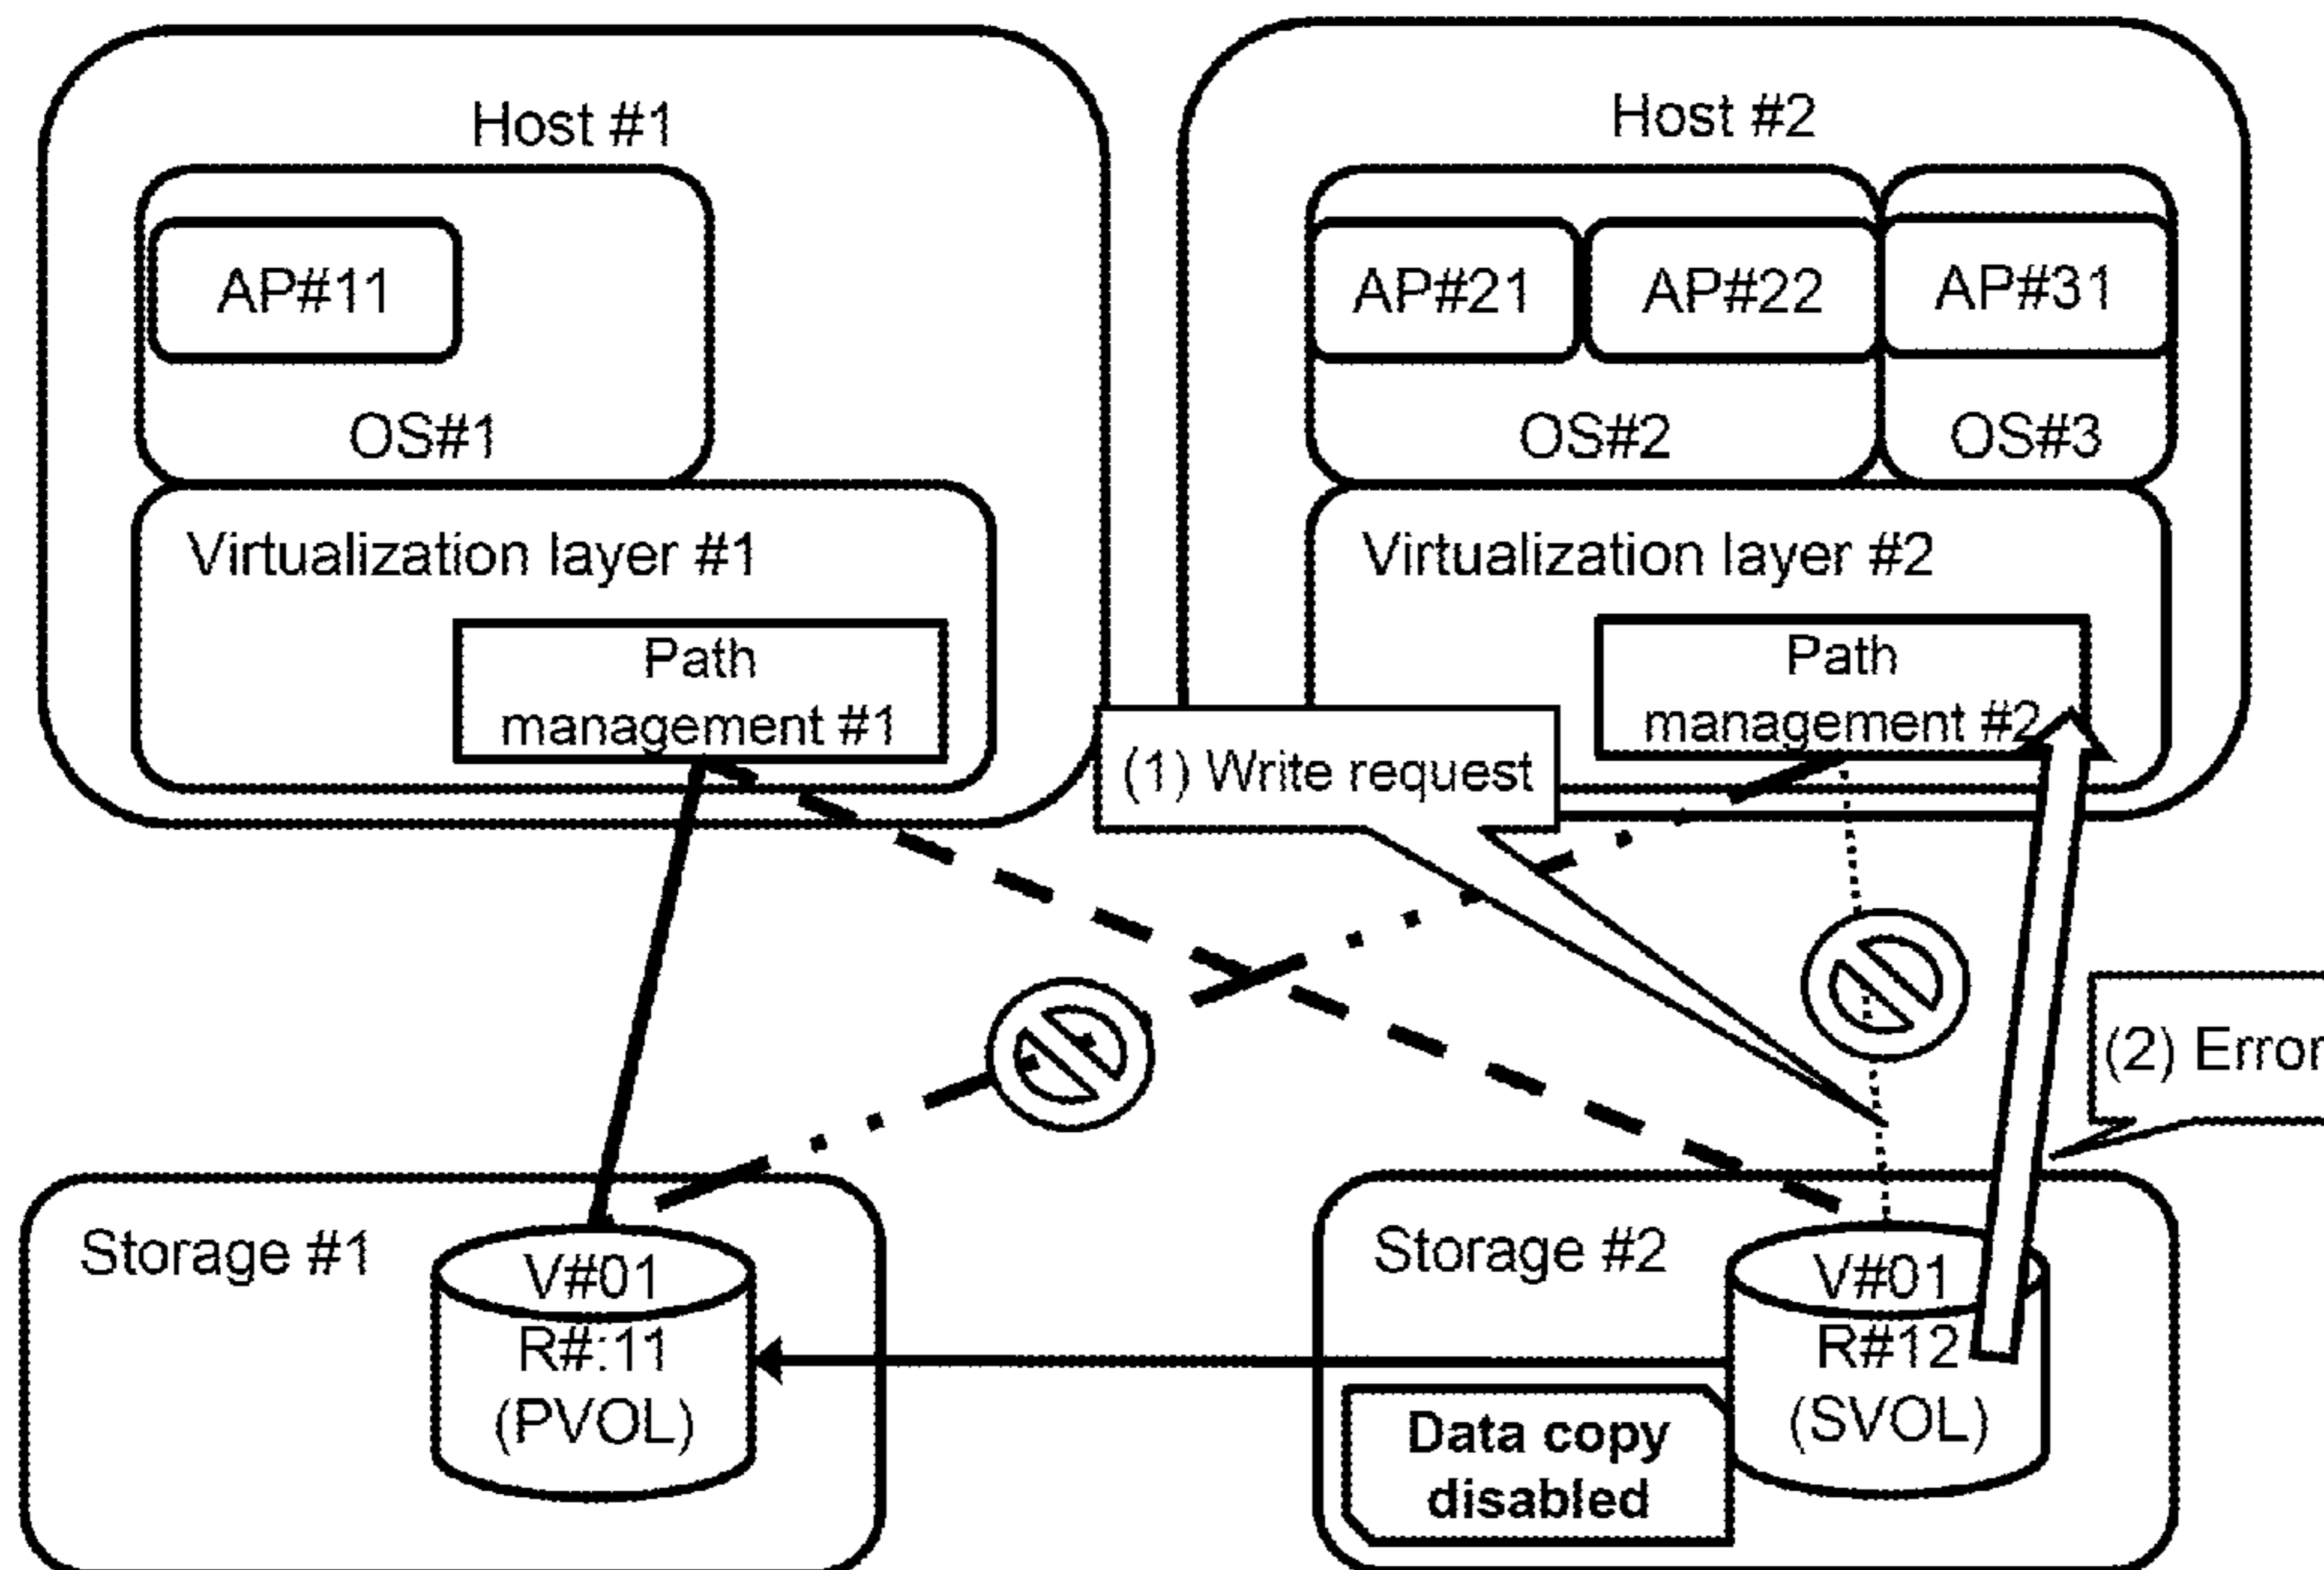 Host #1
AP#11
OS#1
Virtualization layer #1
Path
management #1
Host #2
AP#21
AP#22
AP#31
OS#2
OS#3
Virtualization layer #2
Path
management #2
(1) Write request
(2) Error
Storage #1
V#01
R#:11
(PVOL)
Storage #2
V#01
R#12
(SVOL)
Data copy
disabled